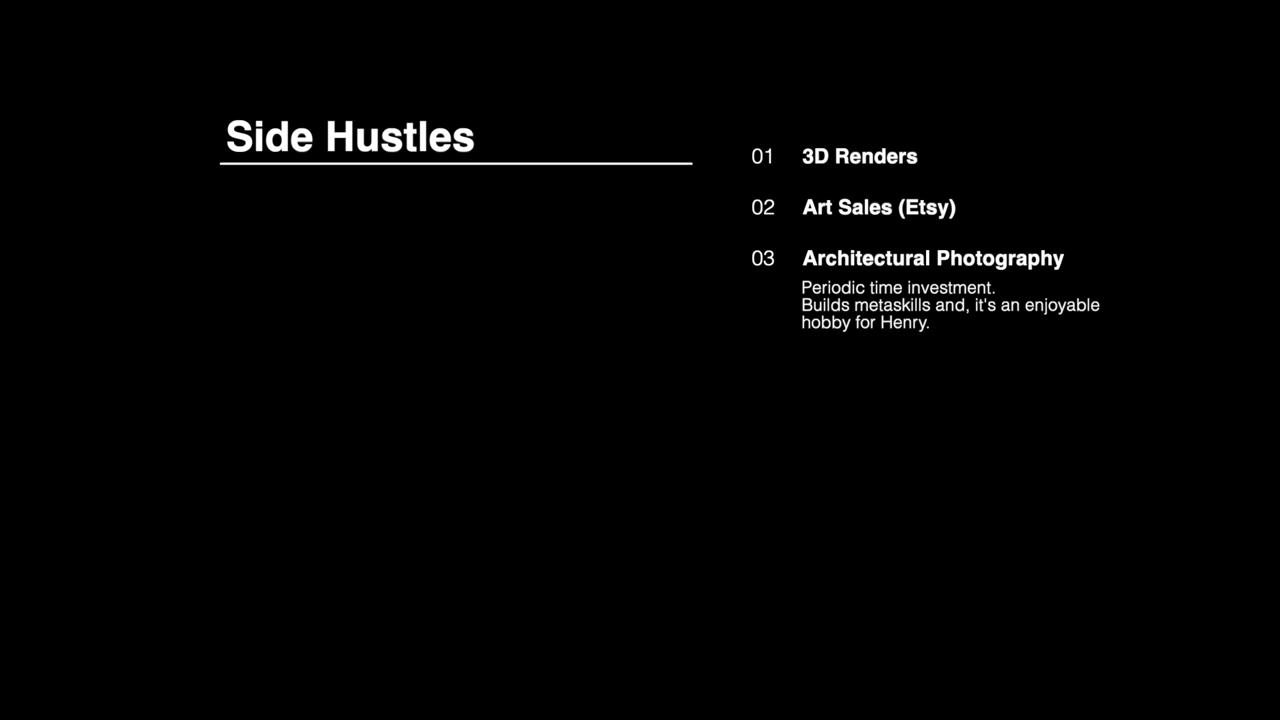 Side Hustles
01 3D Renders
02 Art Sales (Etsy)
03 Architectural Photography
Periodic time investment.
Builds metaskills and, it's an enjoyable
hobby for Henry.